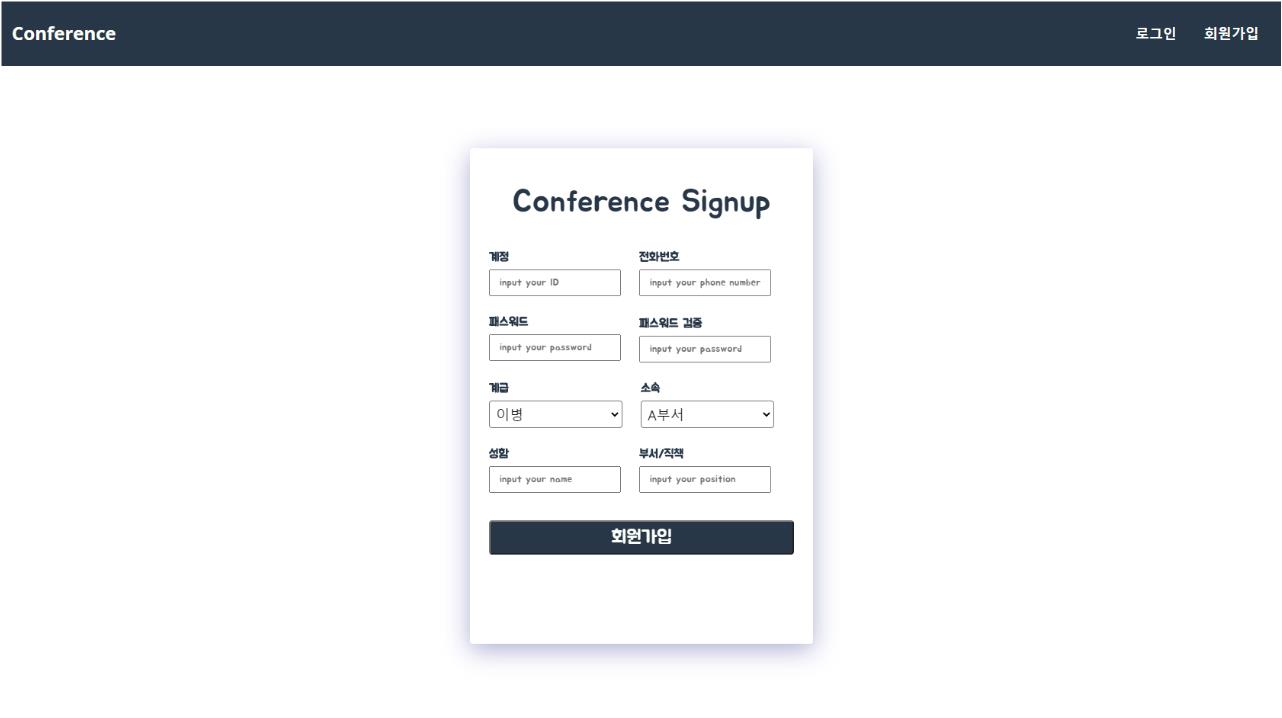 Conference 로그인 회원가입
Conference Signup
계정 전화번호
input your ID input your phone number
패스워드 패스워드 검증
input your password input your password
계급 소속
이병 A부서
성함 부서/직책
input your name input your position
회원가입